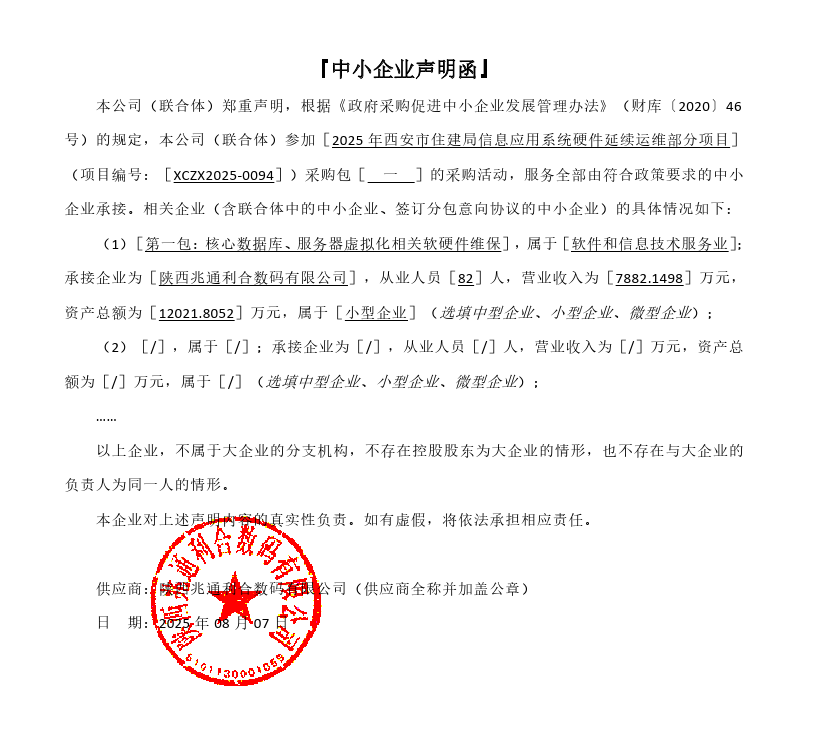 『中小企业声明函』
本公司（联合体）郑重声明，根据《政府采购促进中小企业发展管理办法》（财库〔2020〕46
号）的规定，本公司（联合体）参加［2025年西安市住建局信息应用系统硬件延续运维部分项目］
（项目编号：［XCZX2025-0094］）采购包［ 一 ］的采购活动，服务全部由符合政策要求的中小
企业承接。相关企业（含联合体中的中小企业、签订分包意向协议的中小企业）的具体情况如下：
（1）［第一包：核心数据库、服务器虚拟化相关软硬件维保］，属于［软件和信息技术服务业］；
承接企业为［陕西兆通利合数码有限公司］，从业人员［82］人，营业收入为［7882.1498］万元，
资产总额为［12021.8052］万元，属于［小型企业］（选填中型企业、小型企业、微型企业）；
（2）［/］，属于［/］；承接企业为［/］，从业人员［/］人，营业收入为［/］万元，资产总
额为［/］万元，属于［/］（选填中型企业、小型企业、微型企业）；
……
以上企业，不属于大企业的分支机构，不存在控股股东为大企业的情形，也不存在与大企业的
负责人为同一人的情形。
本企业对上述声明内容的真实性负责。如有虚假，将依法承担相应责任。
供应商：陕西兆通利合数码有限公司（供应商全称并加盖公章）
日 期：2025年08月07日
陕西兆通利合数码有限公司